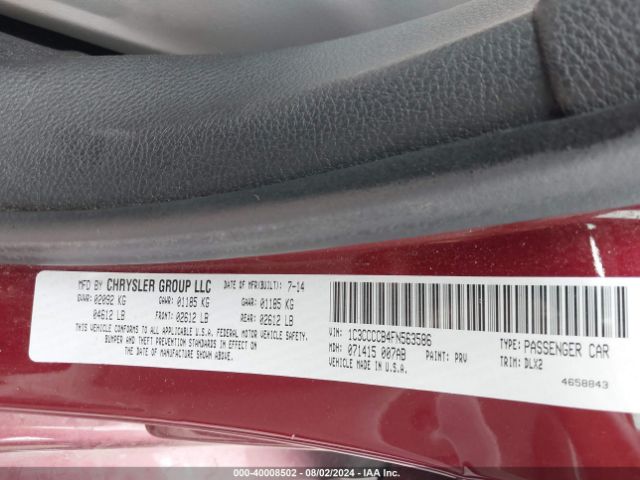 MFD BY CHRYSLER GROUP LLC DATE OF MFR(BUILT): 7-14
GVWR: 02092 KG GAWR: 01185 KG GAWR: 01185 KG
04612 LB FRONT: 02612 LB REAR: 02612 LB
THIS VEHICLE CONFORMS TO ALL APPLICABLE U.S.A. FEDERAL MOTOR VEHICLE SAFETY,
BUMPER AND THEFT PREVENTION STANDARDS IN EFFECT ON
THE DATE OF MANUFACTURE SHOWN ABOVE.
VIN: 1C3CCCCB4FN563586 TYPE: PASSENGER CAR
MDH: 071415 007AB PAINT: PRV TRIM: DLX2
VEHICLE MADE IN U.S.A.
4658843
000-40008502 - 08/02/2024 - IAA Inc.